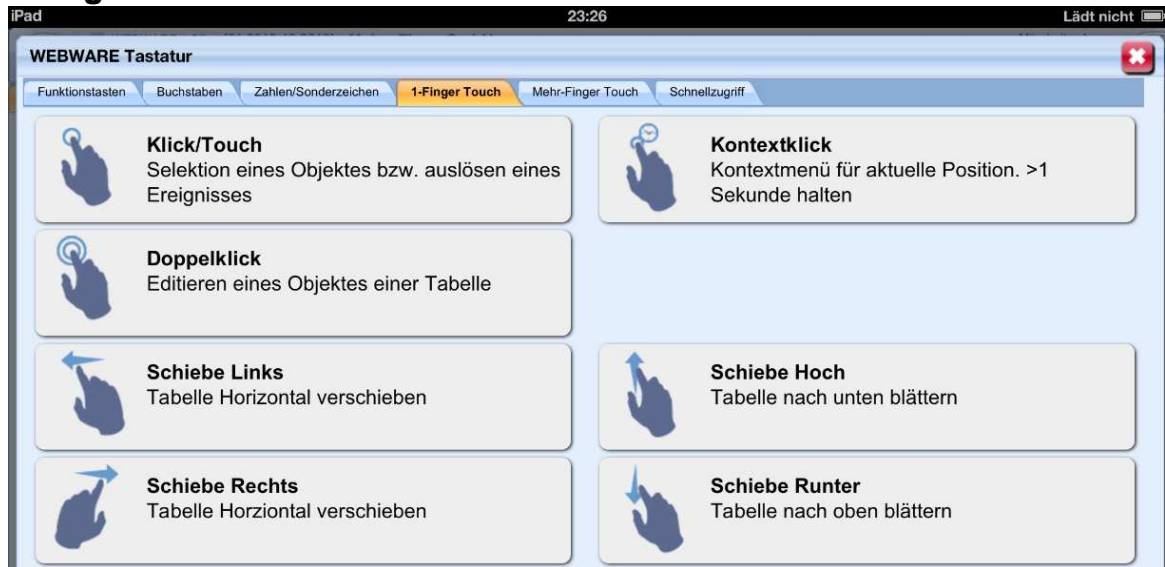 iPad 23:26 Lädt nicht
WEBWARE Tastatur
Funktionstasten Buchstaben Zahlen/Sonderzeichen 1-Finger Touch Mehr-Finger Touch Schnellzugriff
Klick/Touch
Selektion eines Objektes bzw. auslösen eines
Ereignisses
Kontextklick
Kontextmenü für aktuelle Position. >1
Sekunde halten
Doppelklick
Editieren eines Objektes einer Tabelle
Schiebe Links
Tabelle Horizontal verschieben
Schiebe Hoch
Tabelle nach unten blättern
Schiebe Rechts
Tabelle Horziontal verschieben
Schiebe Runter
Tabelle nach oben blättern